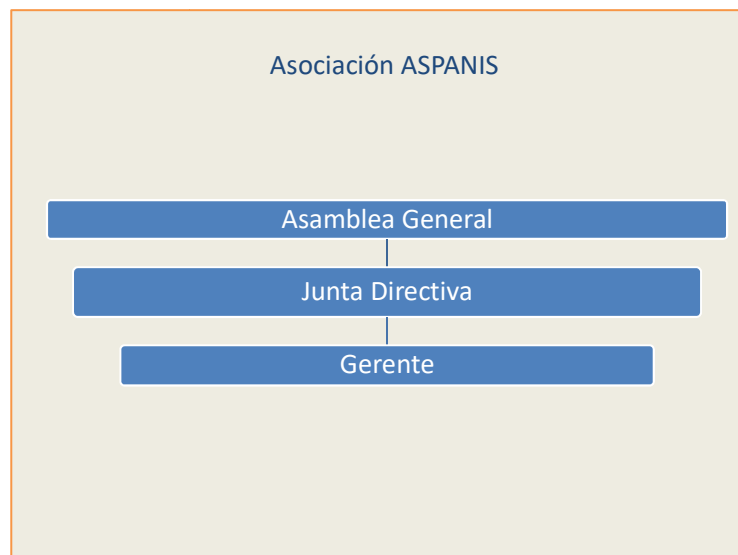 Asociación ASPANIS
Asamblea General
Junta Directiva
Gerente